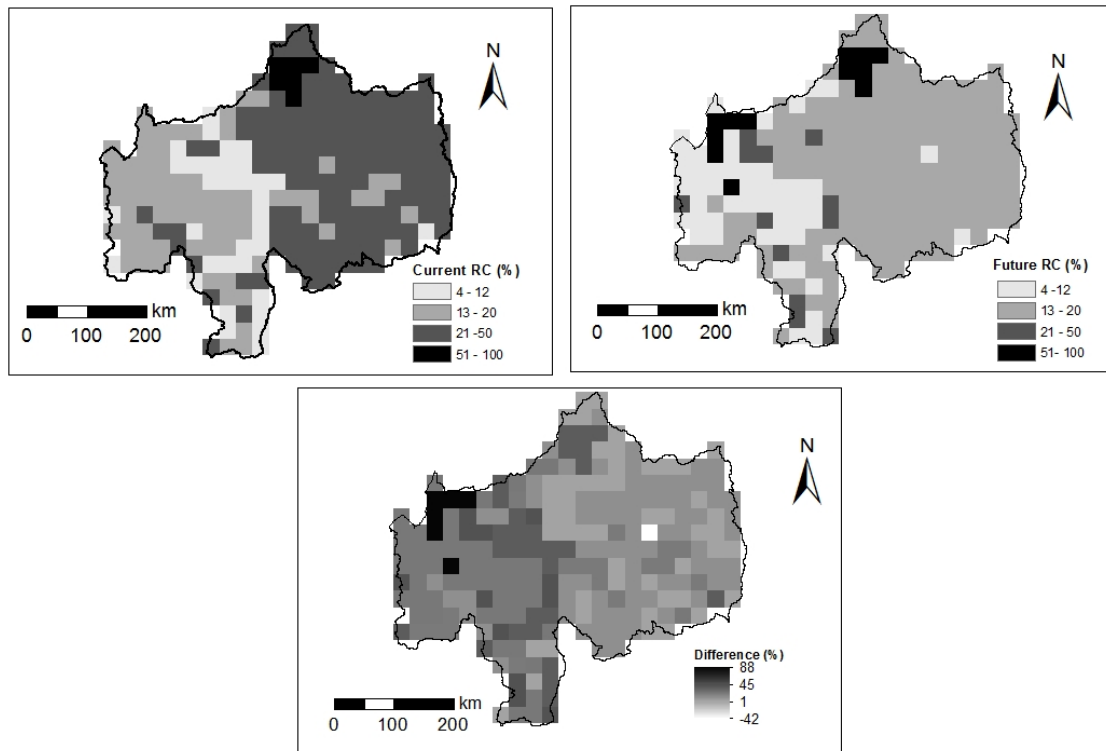 N
Current RC (%)
4 - 12
13 - 20
21 -50
51 - 100
km
0 100 200
N
Future RC (%)
4 -12
13 - 20
21 - 50
51- 100
km
0 100 200
N
Difference (%)
88
45
1
-42
km
0 100 200